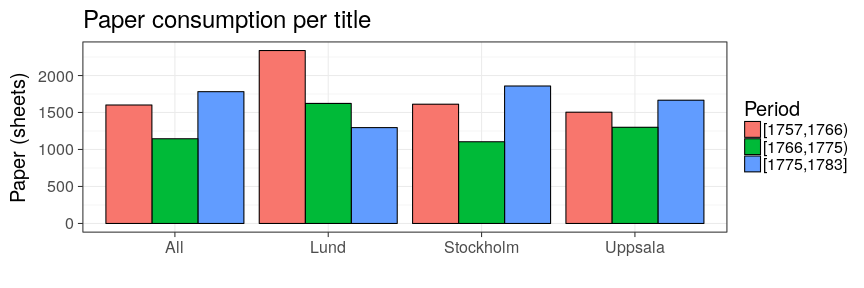 Paper consumption per title
Paper (sheets)
2000
1500
1000
500
0
All Lund Stockholm Uppsala
Period
[1757,1766)
[1766,1775)
[1775,1783]